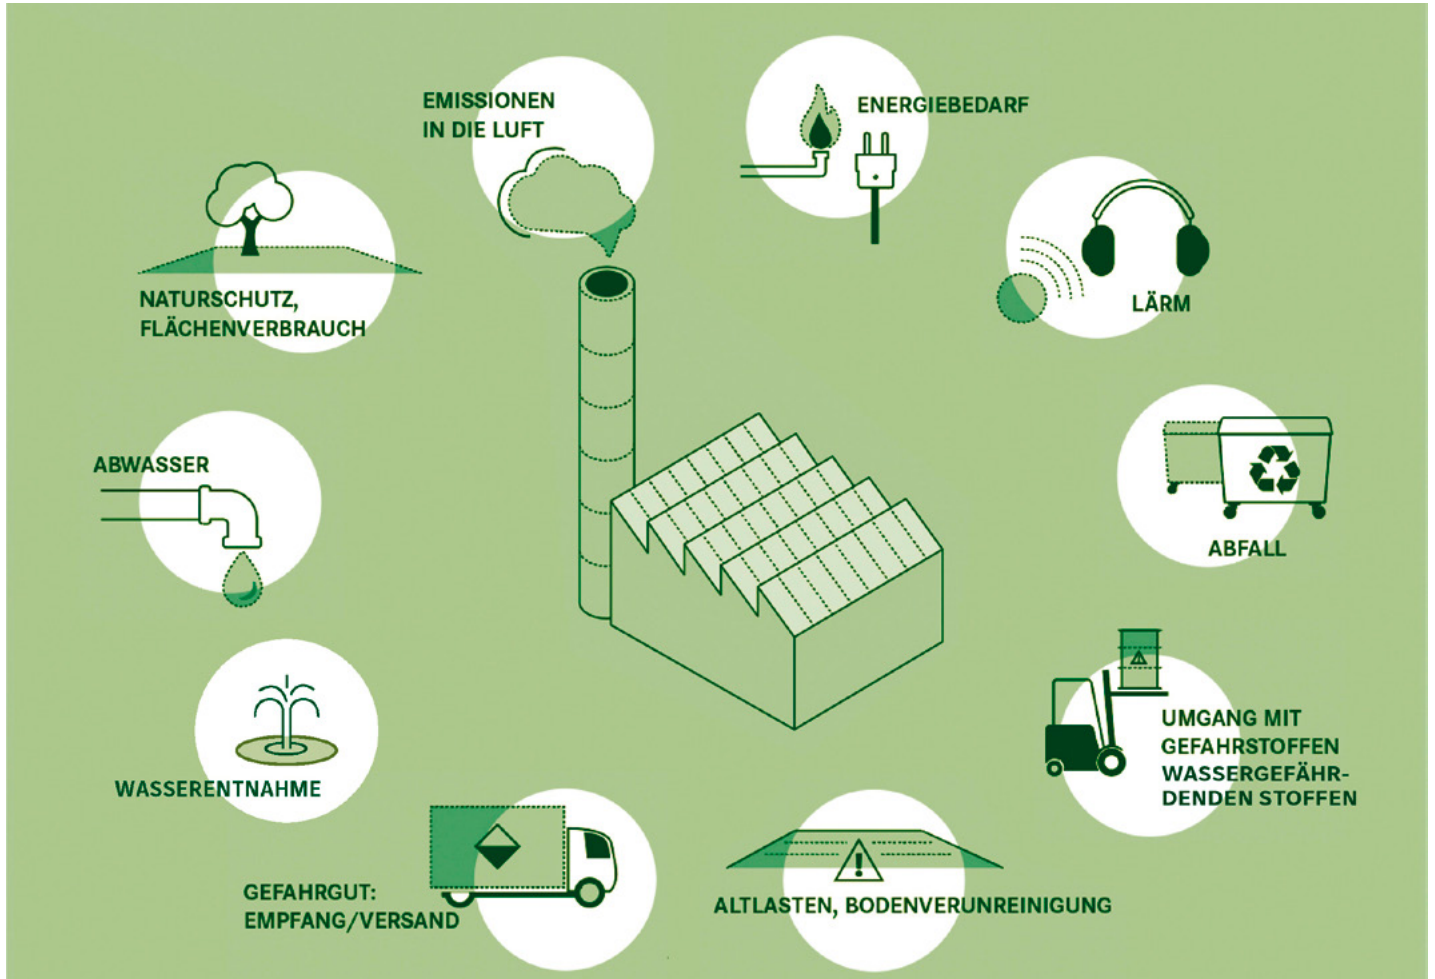 EMISSIONEN
IN DIE LUFT
ENERGIEBEDARF
NATURSCHUTZ,
FLÄCHENVERBRAUCH
LÄRM
ABWASSER
ABFALL
WASSERENTNAHME
UMGANG MIT
GEFAHRSTOFFEN
WASSERGEFÄHR-
DENDEN STOFFEN
GEFAHRGUT:
EMPFANG/VERSAND
ALTLASTEN, BODENVERUNREINIGUNG